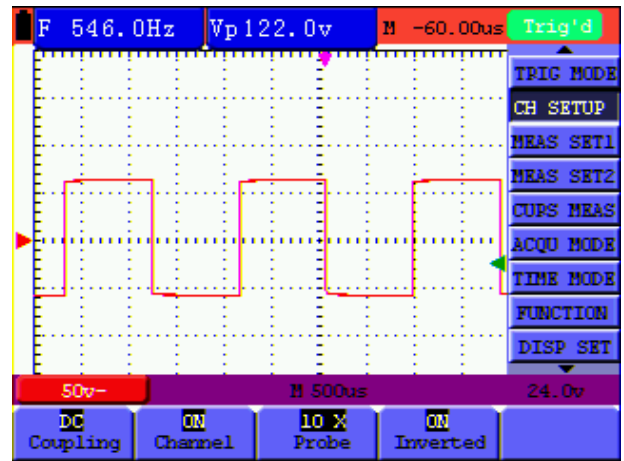 F 546.0Hz
Vp122.0v
M -60.00us
Trig'd
TRIG MODE
CH SETUP
MEAS SET1
MEAS SET2
CURS MEAS
ACQU MODE
TIME MODE
FUNCTION
DISP SET
50v-
M 500us
24.0v
DC
Coupling
ON
Channel
10 X
Probe
ON
Inverted